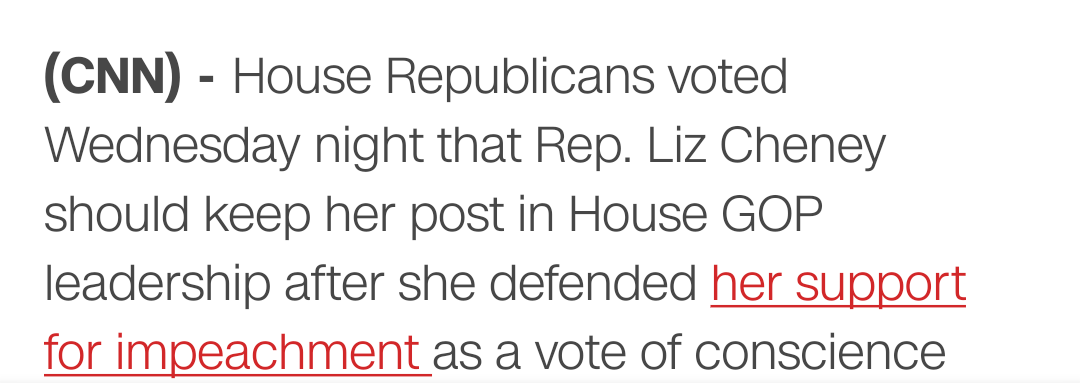 (CNN) - House Republicans voted
Wednesday night that Rep. Liz Cheney
should keep her post in House GOP
leadership after she defended her support
for impeachment as a vote of conscience